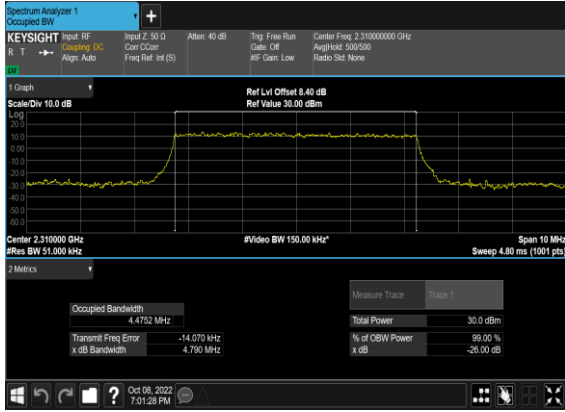 Spectrum Analyzer 1
Occupied BW
+
KEYSIGHT
R T
LW
Input: RF
Coupling: DC
Align: Auto
Input Z: 50 Ω
Corr CCorr
Freq Ref: Int (S)
Atten: 40 dB
Trig: Free Run
Gate: Off
#IF Gain: Low
Center Freq: 2.310000000 GHz
Avg|Hold: 500/500
Radio Std: None
1 Graph
Scale/Div 10.0 dB
Ref Lvl Offset 8.40 dB
Ref Value 30.00 dBm
Log
20.0
10.0
0.00
-10.0
-20.0
-30.0
-40.0
-50.0
-60.0
Center 2.310000 GHz
#Res BW 51.000 kHz
#Video BW 150.00 kHz*
Span 10 MHz
Sweep 4.80 ms (1001 pts)
2 Metrics
Measure Trace Trace 1
Occupied Bandwidth
4.4752 MHz
Total Power 30.0 dBm
Transmit Freq Error -14.070 kHz
x dB Bandwidth 4.790 MHz
% of OBW Power 99.00 %
x dB -26.00 dB
?
Oct 08, 2022
7:01:28 PM